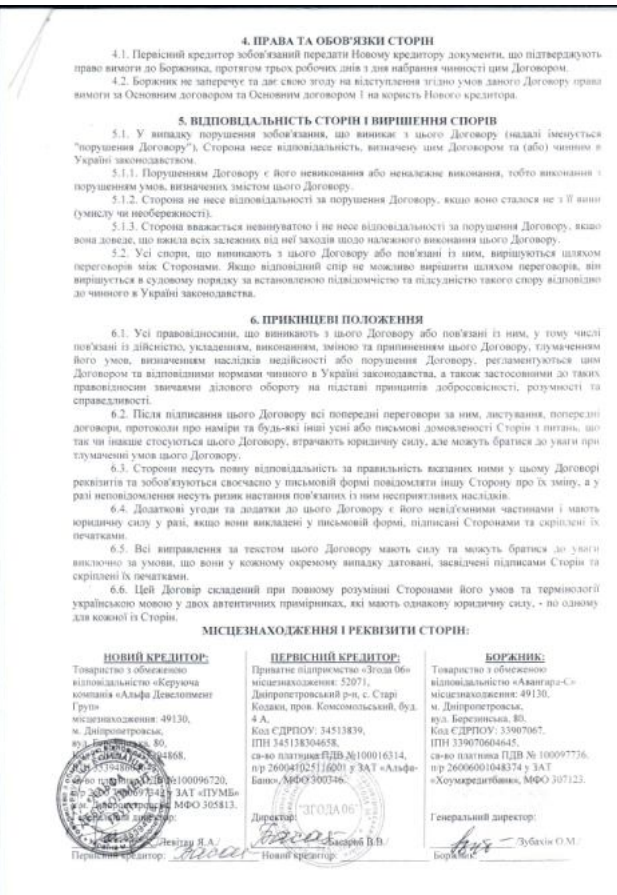 4. ПРАВА ТА ОБОВ'ЯЗКИ СТОРІН
4.1. Первісний кредитор зобов'язаний передати Новому кредитору документи, що підтверджують
право вимоги до Боржника, протягом трьох робочих днів з дня набрання чинності цим Договором.
4.2. Боржник не заперечує та дає свою згоду на відступлення згідно умов даного Договору права
вимоги за Основним договором та Основним договором 1 на користь Нового кредитора.
5. ВІДПОВІДАЛЬНІСТЬ СТОРІН І ВИРІШЕННЯ СПОРІВ
5.1. У випадку порушення зобов'язання, що виникає з цього Договору (надалі іменується
"порушення Договору"), Сторона несе відповідальність, визначену цим Договором та (або) чинним в
Україні законодавством.
5.1.1. Порушенням Договору є його невиконання або неналежне виконання, тобто виконання з
порушенням умов, визначених змістом цього Договору.
5.1.2. Сторона не несе відповідальності за порушення Договору, якщо воно сталося не з її вини
(умислу чи необережності).
5.1.3. Сторона вважається невинуватою і не несе відповідальності за порушення Договору, якщо
вона доведе, що вжила всіх залежних від неї заходів щодо належного виконання цього Договору.
5.2. Усі спори, що виникають з цього Договору або пов'язані із ним, вирішуються шляхом
переговорів між Сторонами. Якщо відповідний спір не можливо вирішити шляхом переговорів, він
вирішується в судовому порядку за встановленою підвідомчістю та підсудністю такого спору відповідно
до чинного в Україні законодавства.
6. ПРИКІНЦЕВІ ПОЛОЖЕННЯ
6.1. Усі правовідносини, що виникають з цього Договору або пов'язані із ним, у тому числі
пов'язані із дійсністю, укладенням, виконанням, зміною та припиненням цього Договору, тлумаченням
його умов, визначенням наслідків недійсності або порушення Договору, регламентуються цим
Договором та відповідними нормами чинного в Україні законодавства, а також застосовними до таких
правовідносин звичаями ділового обороту на підставі принципів добросовісності, розумності та
справедливості.
6.2. Після підписання цього Договору всі попередні переговори за ним, листування, попередні
договори, протоколи про наміри та будь-які інші усні або письмові домовленості Сторін з питань, що
так чи інакше стосуються цього Договору, втрачають юридичну силу, але можуть братися до уваги при
тлумаченні умов цього Договору.
6.3. Сторони несуть повну відповідальність за правильність вказаних ними у цьому Договорі
реквізитів та зобов'язуються своєчасно у письмовій формі повідомляти іншу Сторону про їх зміну, а у
разі неповідомлення несуть ризик настання пов'язаних із ним несприятливих наслідків.
6.4. Додаткові угоди та додатки до цього Договору є його невід'ємними частинами і мають
юридичну силу у разі, якщо вони викладені у письмовій формі, підписані Сторонами та скріплені їх
печатками.
6.5. Всі виправлення за текстом цього Договору мають силу та можуть братися до уваги
виключно за умови, що вони у кожному окремому випадку датовані, засвідчені підписами Сторін та
скріплені їх печатками.
6.6. Цей Договір складений при повному розумінні Сторонами його умов та термінології
українською мовою у двох автентичних примірниках, які мають однакову юридичну силу, - по одному
для кожної із Сторін.
МІСЦЕЗНАХОДЖЕННЯ І РЕКВІЗИТИ СТОРІН:
НОВИЙ КРЕДИТОР:
Товариство з обмеженою
відповідальністю «Керуюча
компанія «Альфа Девелопмент
Груп»
місцезнаходження: 49130,
м. Дніпропетровськ,
80,
ПДВ №100096720,
у ЗАТ «ПУМБ»
м. Дніпропетровськ, МФО 305813.
директор:
Левітан Я.А./
Первісний кредитор:
ПЕРВІСНИЙ КРЕДИТОР:
Приватне підприємство «Згода 06»
місцезнаходження: 52071,
Дніпропетровський р-н, с. Старі
Кодаки, пров. Комсомольський, буд.
4 А,
Код ЄДРПОУ: 34513839,
ІПН 345138304658,
св-во платника ПДВ №100016314,
у ЗАТ «Альфа-
Банк», МФО 300346.
"ЗГОДА 06"
Директор:
Басай
Новий кредитор:
БОРЖНИК:
Товариство з обмеженою
відповідальністю «Авангард-С»
місцезнаходження: 49130,
м. Дніпропетровськ,
вул. Березинська, 80.
Код ЄДРПОУ: 33907067,
ІПН 339070604645,
св-во платника ПДВ № 100097736,
п/р 26006001048374 у ЗАТ
«Хоумкредитбанк», МФО 307123.
Генеральний директор:
/Зубахін О.М./
Боржник: